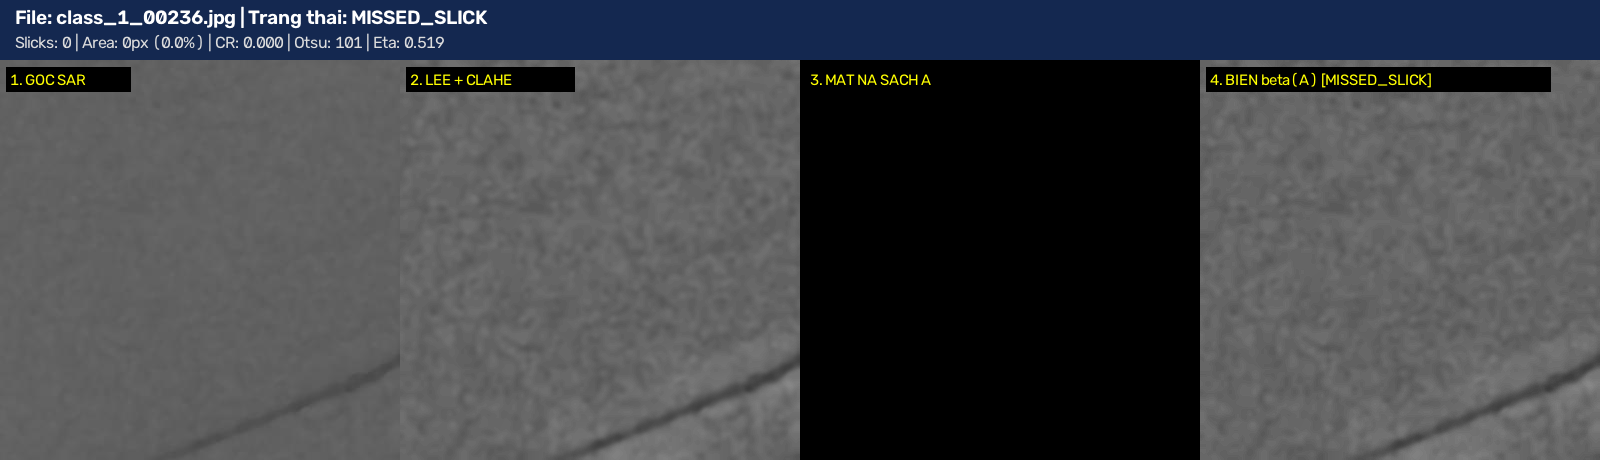 File: class_1_00236.jpg | Trang thai: MISSED_SLICK
Slicks: 0 | Area: 0px (0.0%) | CR: 0.000 | Otsu: 101 | Eta: 0.519
1. GOC SAR
2. LEE + CLAHE
3. MAT NA SACH A
4. BIEN beta(A) [MISSED_SLICK]